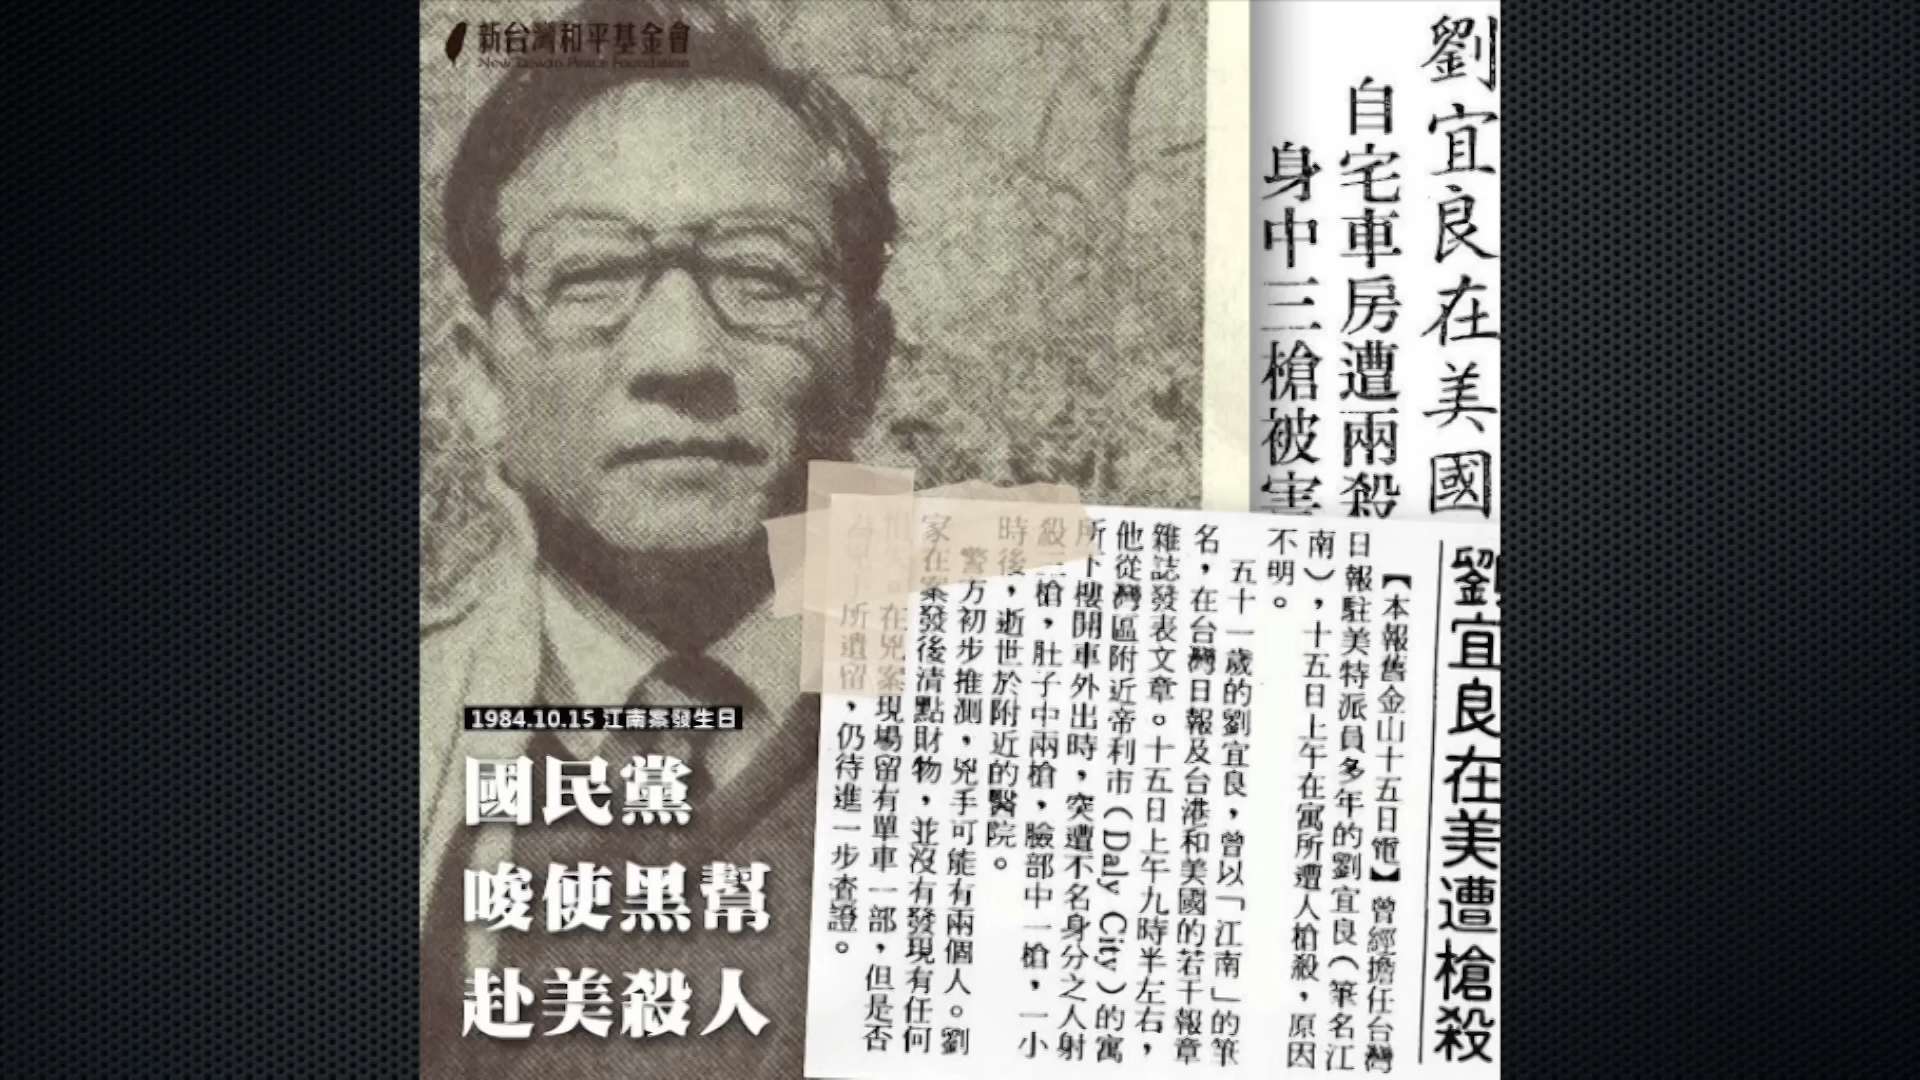 新台灣和平基金會
New Taiwan Peace Foundation
劉宜良在美國
自宅車房遭兩殺
身中三槍被害
1984.10.15 江南案發生日
國民黨
唆使黑幫
赴美殺人
劉宜良在美遭槍殺
【本報舊金山十五日電】曾經擔任台灣
日報駐美特派員多年的劉宜良（筆名江
南），十五日上午在寓所遭人槍殺，原因
不明。
五十一歲的劉宜良，曾以「江南」的筆
名，在台灣日報及台港和美國的若干報章
雜誌發表文章。十五日上午九時半左右，
他從灣區附近帝利市（Daly City）的寓
所下樓開車外出時，突遭不名身分之人射
殺三槍，肚子中兩槍，臉部中一槍，一小
時後，逝世於附近的醫院。
警方初步推測，兇手可能有兩個人。劉
家在案發後清點財物，並沒有發現有任何
。在兇案現場留有單車一部，但是否
所遺留，仍待進一步查證。